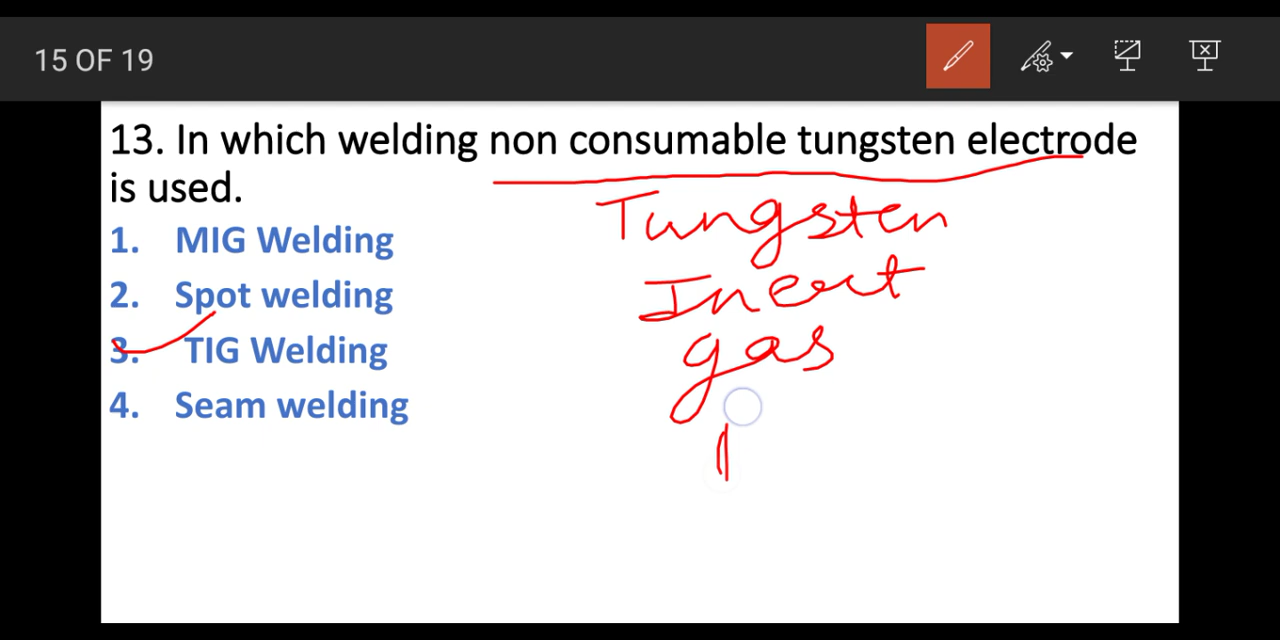 15 OF 19
13. In which welding non consumable tungsten electrode
is used.
1. MIG Welding
2. Spot welding
3. TIG Welding
4. Seam welding
Tungsten
Inert
gas